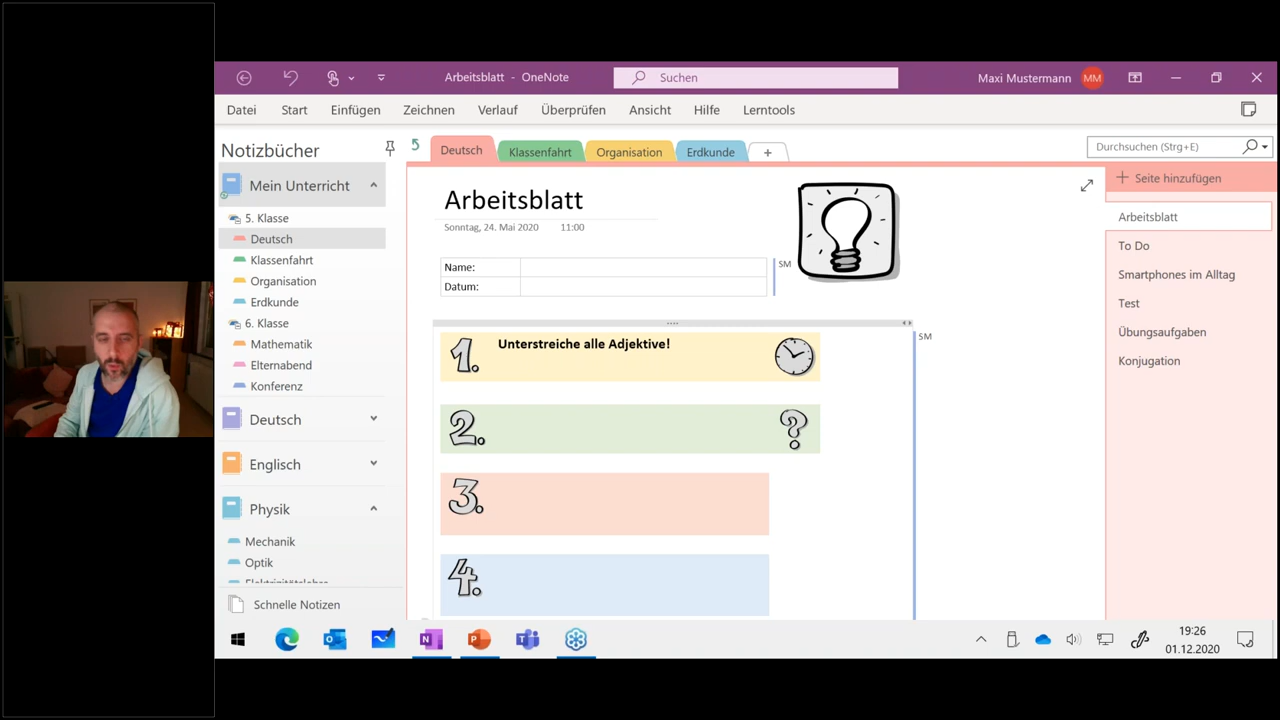 Arbeitsblatt - OneNote
Suchen
Maxi Mustermann MM
Datei Start Einfügen Zeichnen Verlauf Überprüfen Ansicht Hilfe Lerntools
Notizbücher
Deutsch Klassenfahrt Organisation Erdkunde +
Durchsuchen (Strg+E)
Mein Unterricht
5. Klasse
Deutsch
Klassenfahrt
Organisation
Erdkunde
6. Klasse
Mathematik
Elternabend
Konferenz
Deutsch
Englisch
Physik
Mechanik
Optik
Elektrizitätslehre
Schnelle Notizen
Arbeitsblatt
Sonntag, 24. Mai 2020 11:00
Name:
Datum:
SM
1. Unterstreiche alle Adjektive!
SM
2. ?
3.
4.
Seite hinzufügen
Arbeitsblatt
To Do
Smartphones im Alltag
Test
Übungsaufgaben
Konjugation
19:26
01.12.2020